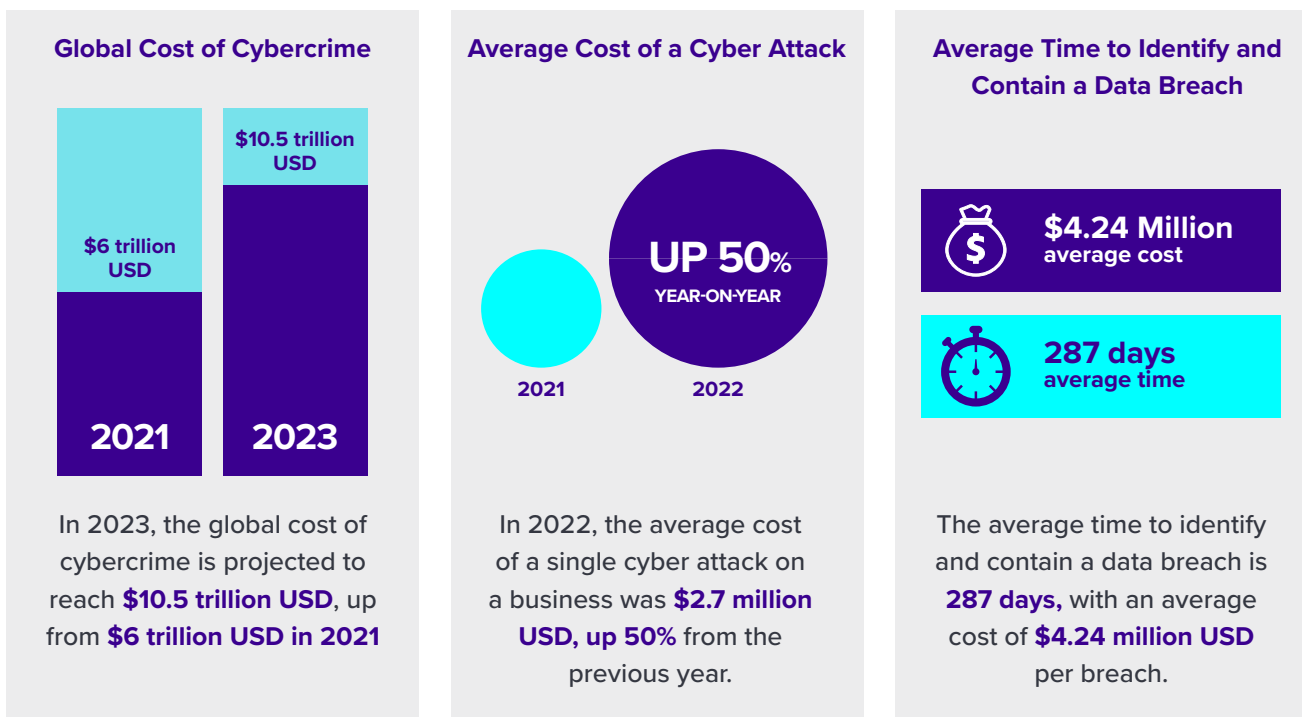 Global Cost of Cybercrime
$6 trillion
USD
2021
$10.5 trillion
USD
2023
In 2023, the global cost of
cybercrime is projected to
reach $10.5 trillion USD, up
from $6 trillion USD in 2021
Average Cost of a Cyber Attack
UP 50%
YEAR-ON-YEAR
2021
2022
In 2022, the average cost
of a single cyber attack on
a business was $2.7 million
USD, up 50% from the
previous year.
Average Time to Identify and
Contain a Data Breach
$
$4.24 Million
average cost
287 days
average time
The average time to identify
and contain a data breach is
287 days, with an average
cost of $4.24 million USD
per breach.